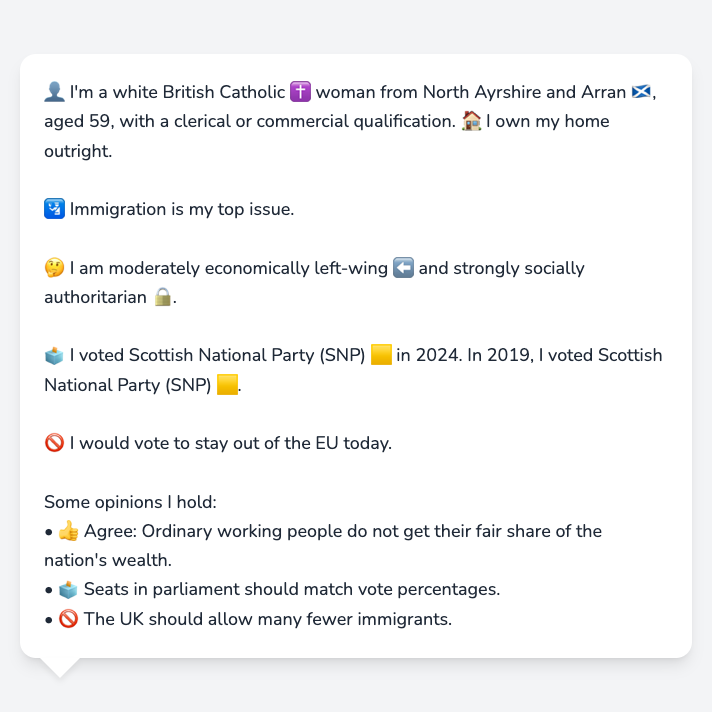 👤 I'm a white British Catholic ✝️ woman from North Ayrshire and Arran 🏴󠁧󠁢󠁳󠁣󠁴󠁿,
aged 59, with a clerical or commercial qualification. 🏠 I own my home
outright.
🛂 Immigration is my top issue.
🤔 I am moderately economically left-wing ⬅️ and strongly socially
authoritarian 🔒.
🗳️ I voted Scottish National Party (SNP) 🟨 in 2024. In 2019, I voted Scottish
National Party (SNP) 🟨.
🚫 I would vote to stay out of the EU today.
Some opinions I hold:
• 👍 Agree: Ordinary working people do not get their fair share of the
nation's wealth.
• 🗳️ Seats in parliament should match vote percentages.
• 🚫 The UK should allow many fewer immigrants.